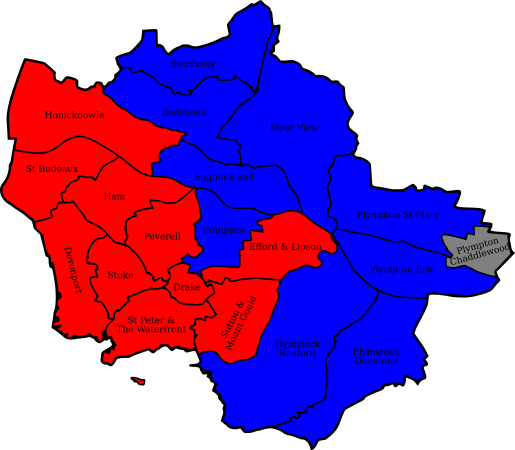 Southway
Budshead
Honicknowle
Moor View
St Budeaux
Eggbuckland
Ham
Plympton St Mary
Compton
Peverell
Efford & Lipson
Plympton
Chaddlewood
Devonport
Stoke
Plympton Erle
Drake
Sutton &
Mount Gould
St Peter &
The Waterfront
Plymstock
Radford
Plymstock
Dunstone